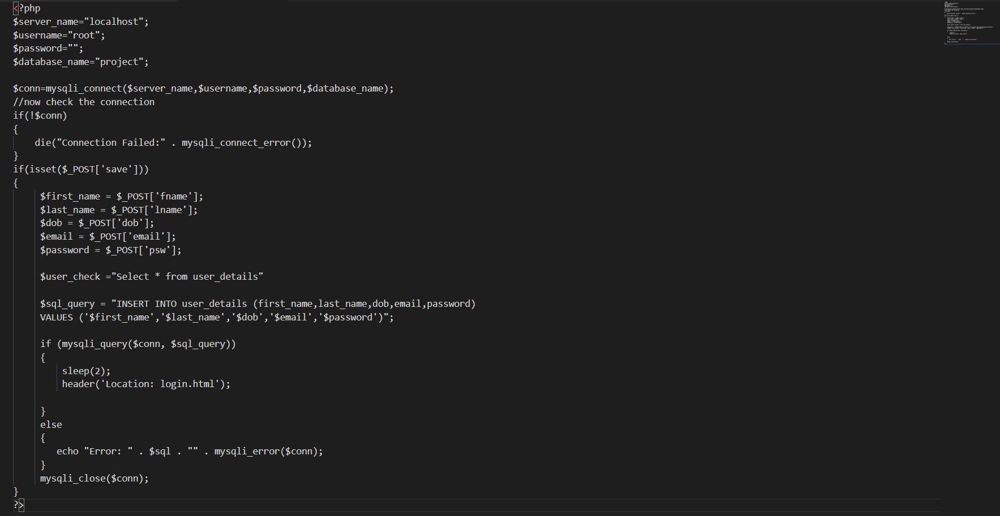 <?php
$server_name="localhost";
$username="root";
$password="";
$database_name="project";

$conn=mysqli_connect($server_name,$username,$password,$database_name);
//now check the connection
if(!$conn)
{
    die("Connection Failed:" . mysqli_connect_error());
}
if(isset($_POST['save']))
{
     $first_name = $_POST['fname'];
     $last_name = $_POST['lname'];
     $dob = $_POST['dob'];
     $email = $_POST['email'];
     $password = $_POST['psw'];

     $user_check ="Select * from user_details"

     $sql_query = "INSERT INTO user_details (first_name,last_name,dob,email,password)
     VALUES ('$first_name','$last_name','$dob','$email','$password')";

     if (mysqli_query($conn, $sql_query))
     {
         sleep(2);
         header('Location: login.html');

     }
     else
     {
        echo "Error: " . $sql . "" . mysqli_error($conn);
     }
     mysqli_close($conn);
}
?>